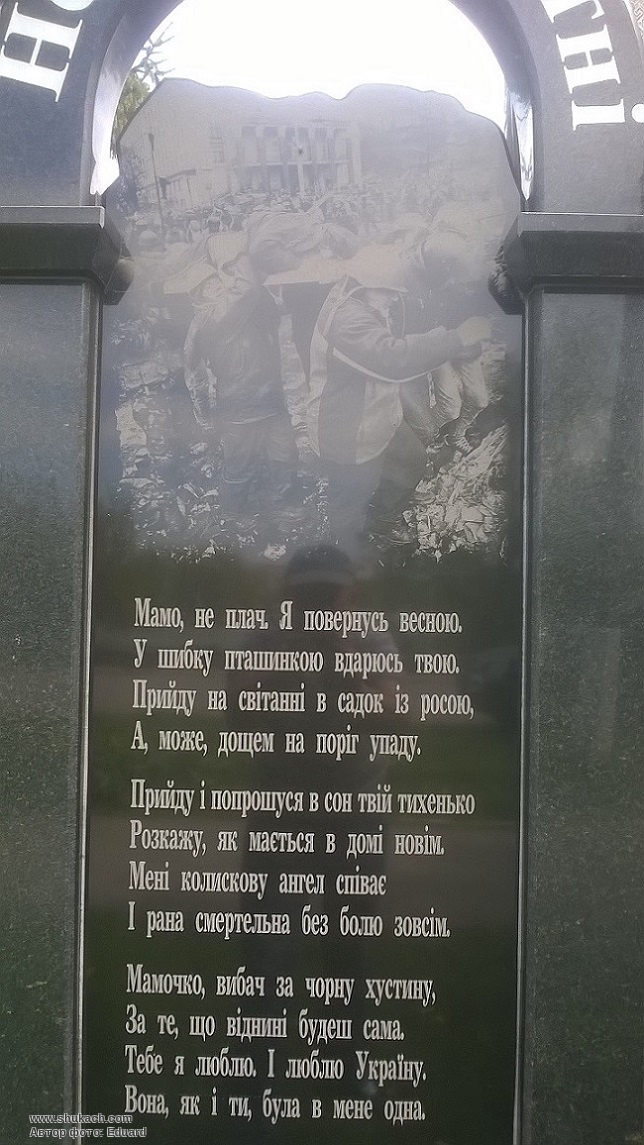 Мамо, не плач. Я повернусь весною.
У шибку пташинкою вдарюсь твою.
Прийду на світанні в садок із росою,
А, може, дощем на поріг упаду.
Прийду і попрошуся в сон твій тихенько
Розкажу, як мається в домі новім.
Мені колискову ангел співає
І рана смертельна без болю зовсім.
Мамочко, вибач за чорну хустину,
За те, що віднині будеш сама.
Тебе я люблю. І люблю Україну.
Вона, як і ти, була в мене одна.
www.shukach.com
Автор фото: Eduard